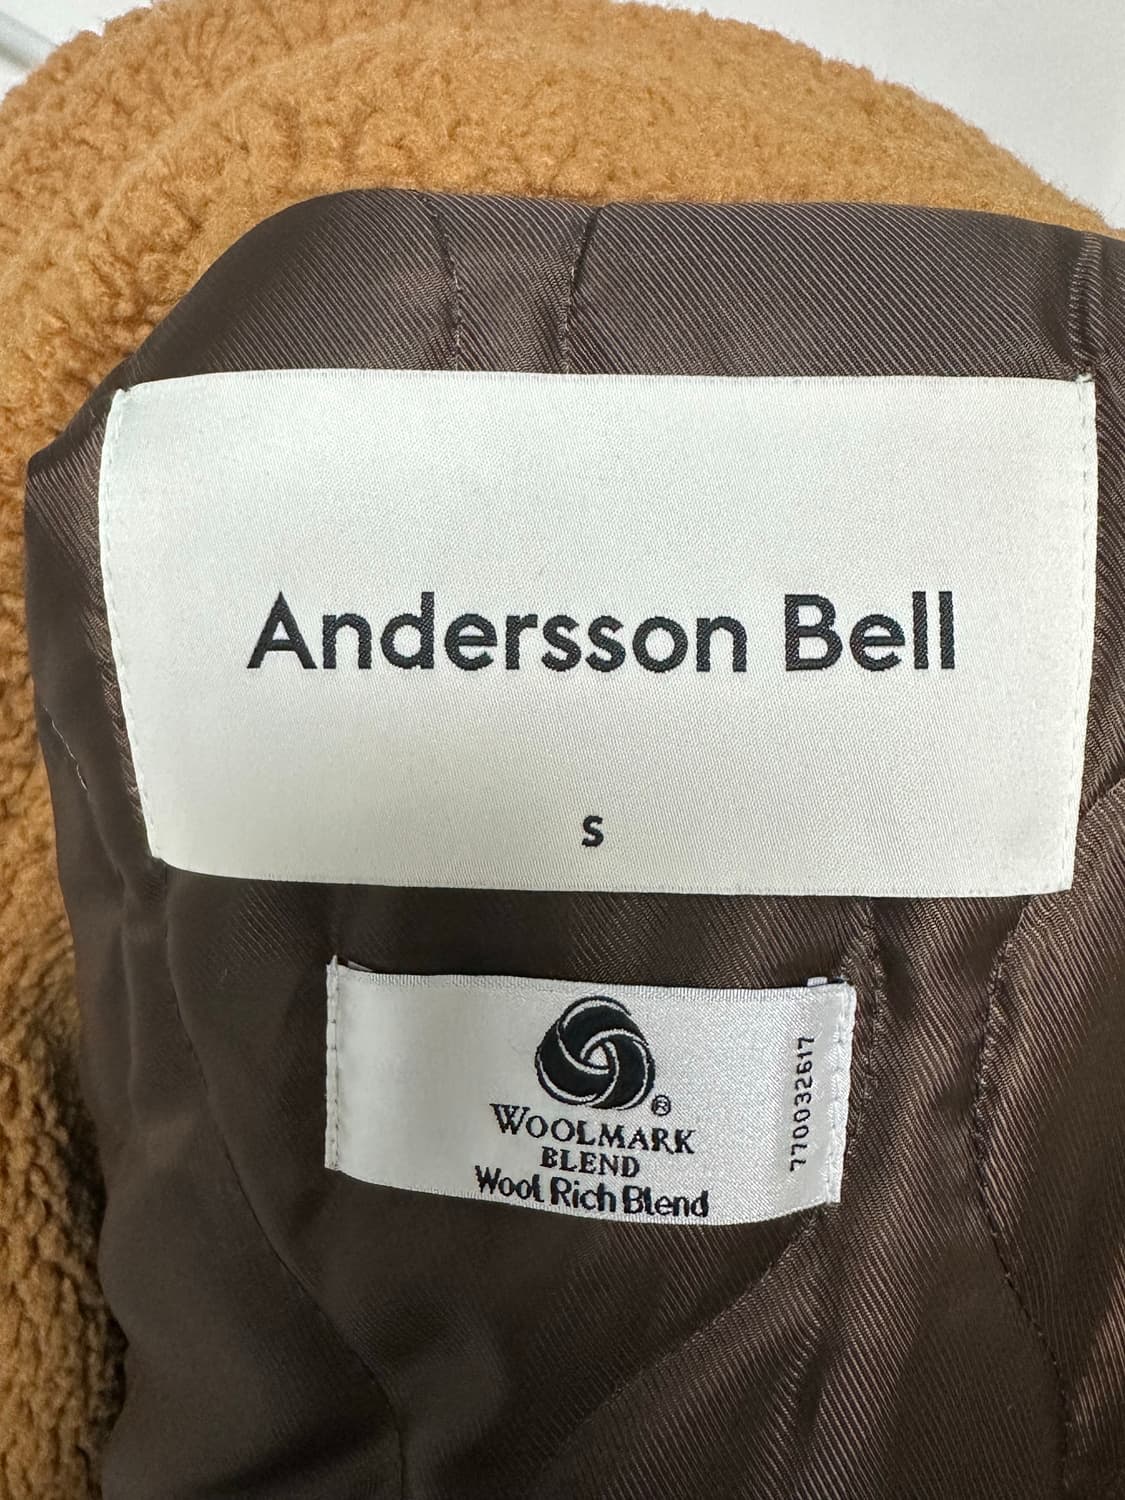 Andersson Bell
S
®
WOOLMARK
BLEND
Wool Rich Blend
770032617